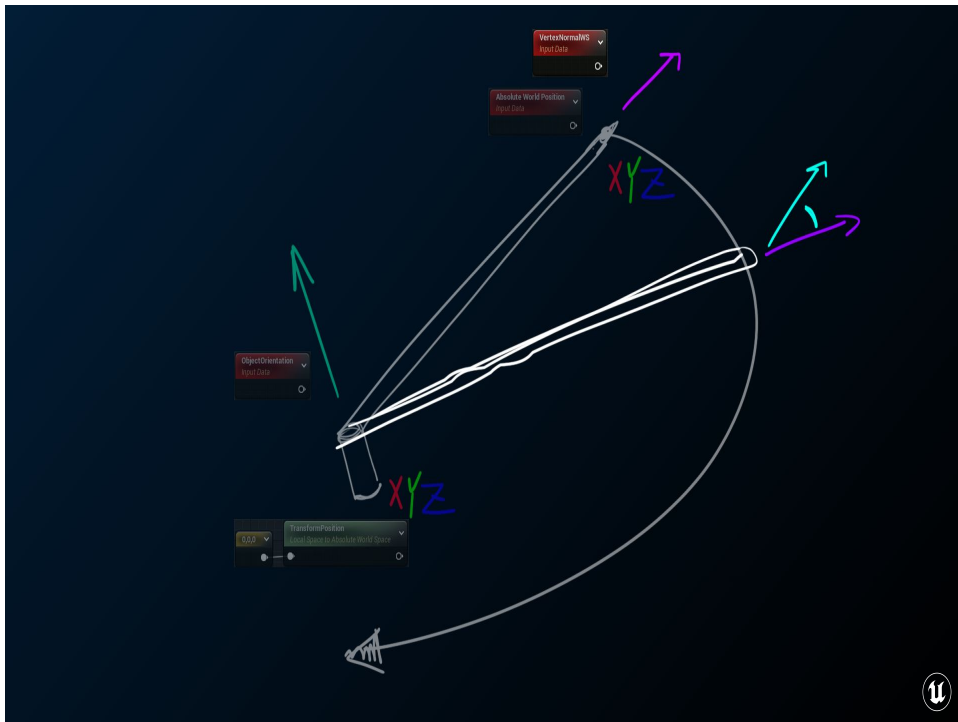 VertexNormalWS
Input Data
Absolute World Position
Input Data
XYZ
ObjectOrientation
Input Data
XYZ
TransformPosition
0,0,0
Local Space to Absolute World Space